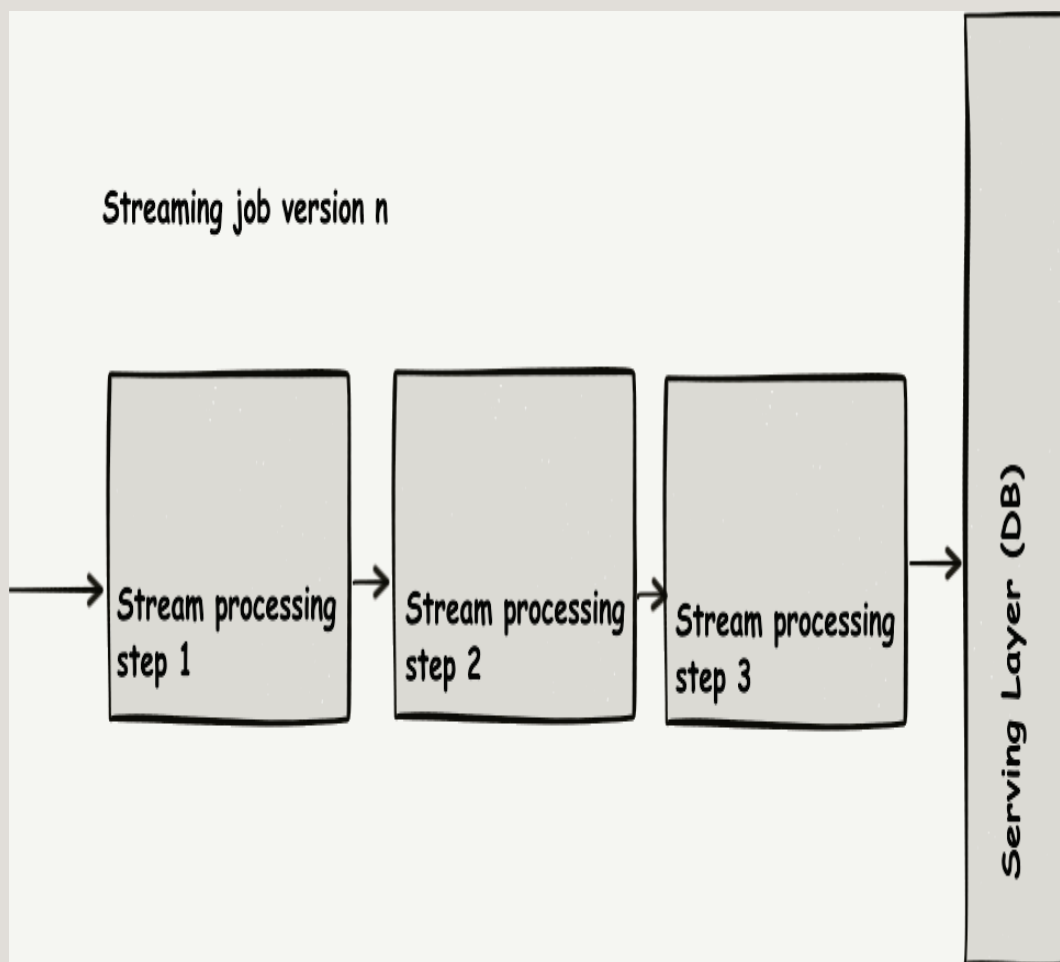 Streaming job version n
Stream processing
step 1
Stream processing
step 2
Stream processing
step 3
Serving Layer (DB)